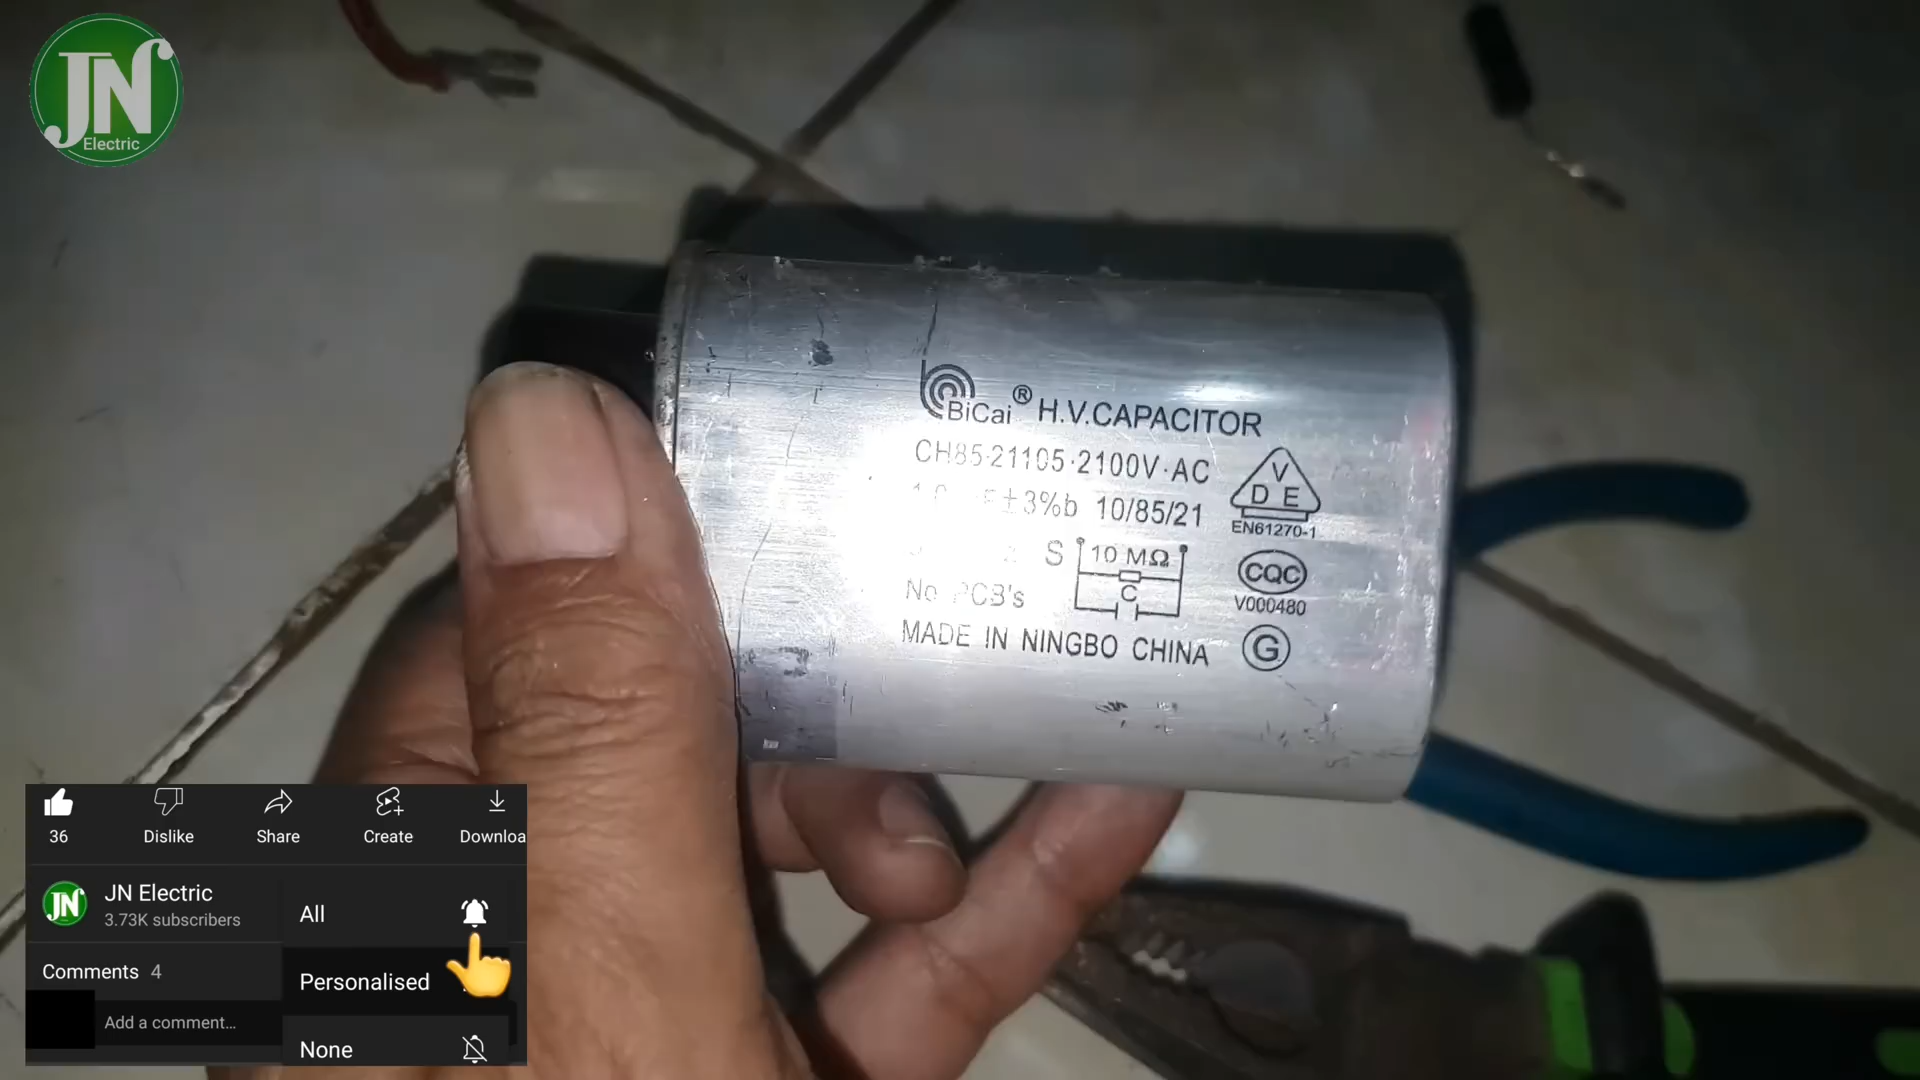 JN
Electric
BiCai® H.V.CAPACITOR
CH85-21105·2100V·AC
±3%b 10/85/21
S
10 MΩ
C
No PCB's
MADE IN NINGBO CHINA
V
D E
EN61270-1
CQC
V000480
G
36
Dislike
Share
Create
Downloa
JN
JN Electric
3.73K subscribers
Comments 4
Add a comment...
All
Personalised
None